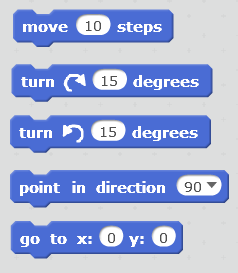 move 10 steps
turn 15 degrees
turn 15 degrees
point in direction 90
go to x: 0 y: 0